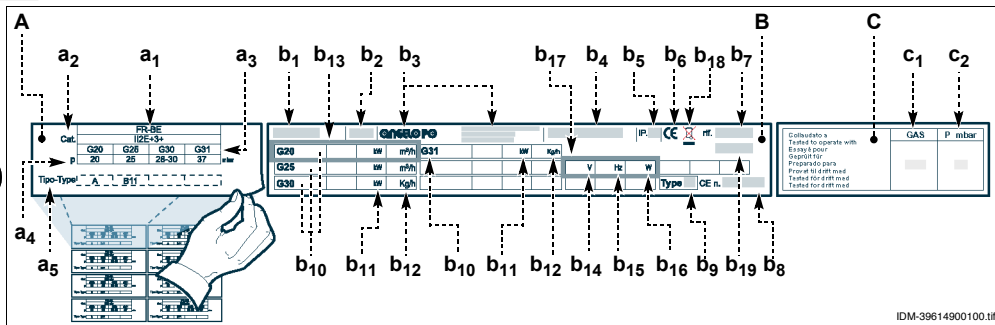 A a2 a1 a3 b1 b13 b2 b3 b17 b4 b5 b6 b18 b7 B C c1 c2
FR-BE
Cat. II2E+3+
G20 G25 G30 G31
p 20 25 28-30 37 mbar
Tipo-Type A B11
a4
a5
ANGELO PO IP. CE rif.
G20 kW m³/h G31 kW Kg/h
G25 kW m³/h V Hz W
G30 kW Kg/h Type CE n.
b10 b11 b12 b10 b11 b12 b14 b15 b16 b9 b19 b8
GAS P mbar
Collaudato a
Tested to operate with
Essayé pour
Geprüft für
Preparado para
Provet til drift med
Tested for drift med
Tested for drift med
IDM-39614900100.tif